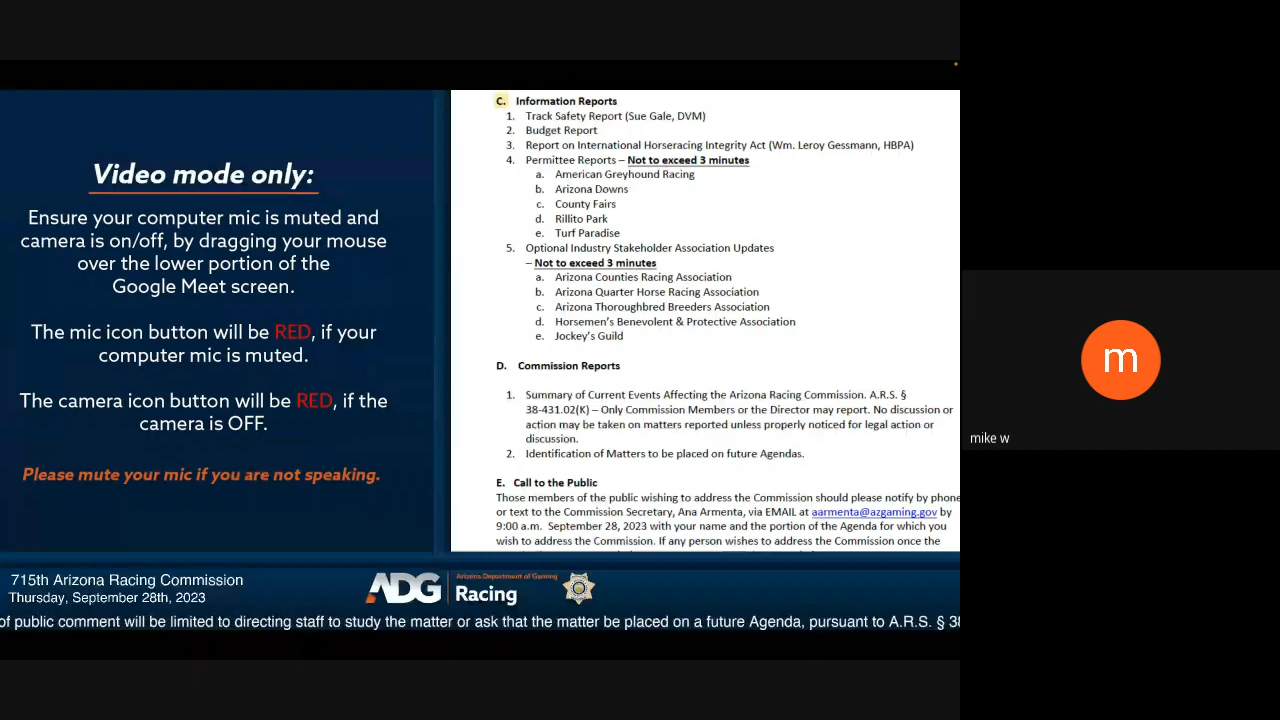 Video mode only:
Ensure your computer mic is muted and
camera is on/off, by dragging your mouse
over the lower portion of the
Google Meet screen.
The mic icon button will be RED, if your
computer mic is muted.
The camera icon button will be RED, if the
camera is OFF.
Please mute your mic if you are not speaking.
C. Information Reports
1. Track Safety Report (Sue Gale, DVM)
2. Budget Report
3. Report on International Horseracing Integrity Act (Wm. Leroy Gessmann, HBPA)
4. Permittee Reports – Not to exceed 3 minutes
a. American Greyhound Racing
b. Arizona Downs
c. County Fairs
d. Rillito Park
e. Turf Paradise
5. Optional Industry Stakeholder Association Updates
– Not to exceed 3 minutes
a. Arizona Counties Racing Association
b. Arizona Quarter Horse Racing Association
c. Arizona Thoroughbred Breeders Association
d. Horsemen's Benevolent & Protective Association
e. Jockey's Guild
D. Commission Reports
1. Summary of Current Events Affecting the Arizona Racing Commission. A.R.S. §
38-431.02(K) – Only Commission Members or the Director may report. No discussion or
action may be taken on matters reported unless properly noticed for legal action or
discussion.
2. Identification of Matters to be placed on future Agendas.
E. Call to the Public
Those members of the public wishing to address the Commission should please notify by phone
or text to the Commission Secretary, Ana Armenta, via EMAIL at aarmenta@azgaming.gov by
9:00 a.m. September 28, 2023 with your name and the portion of the Agenda for which you
wish to address the Commission. If any person wishes to address the Commission once the
715th Arizona Racing Commission
Thursday, September 28th, 2023
ADG
Arizona Department of Gaming
Racing
of public comment will be limited to directing staff to study the matter or ask that the matter be placed on a future Agenda, pursuant to A.R.S. § 38
m
mike w